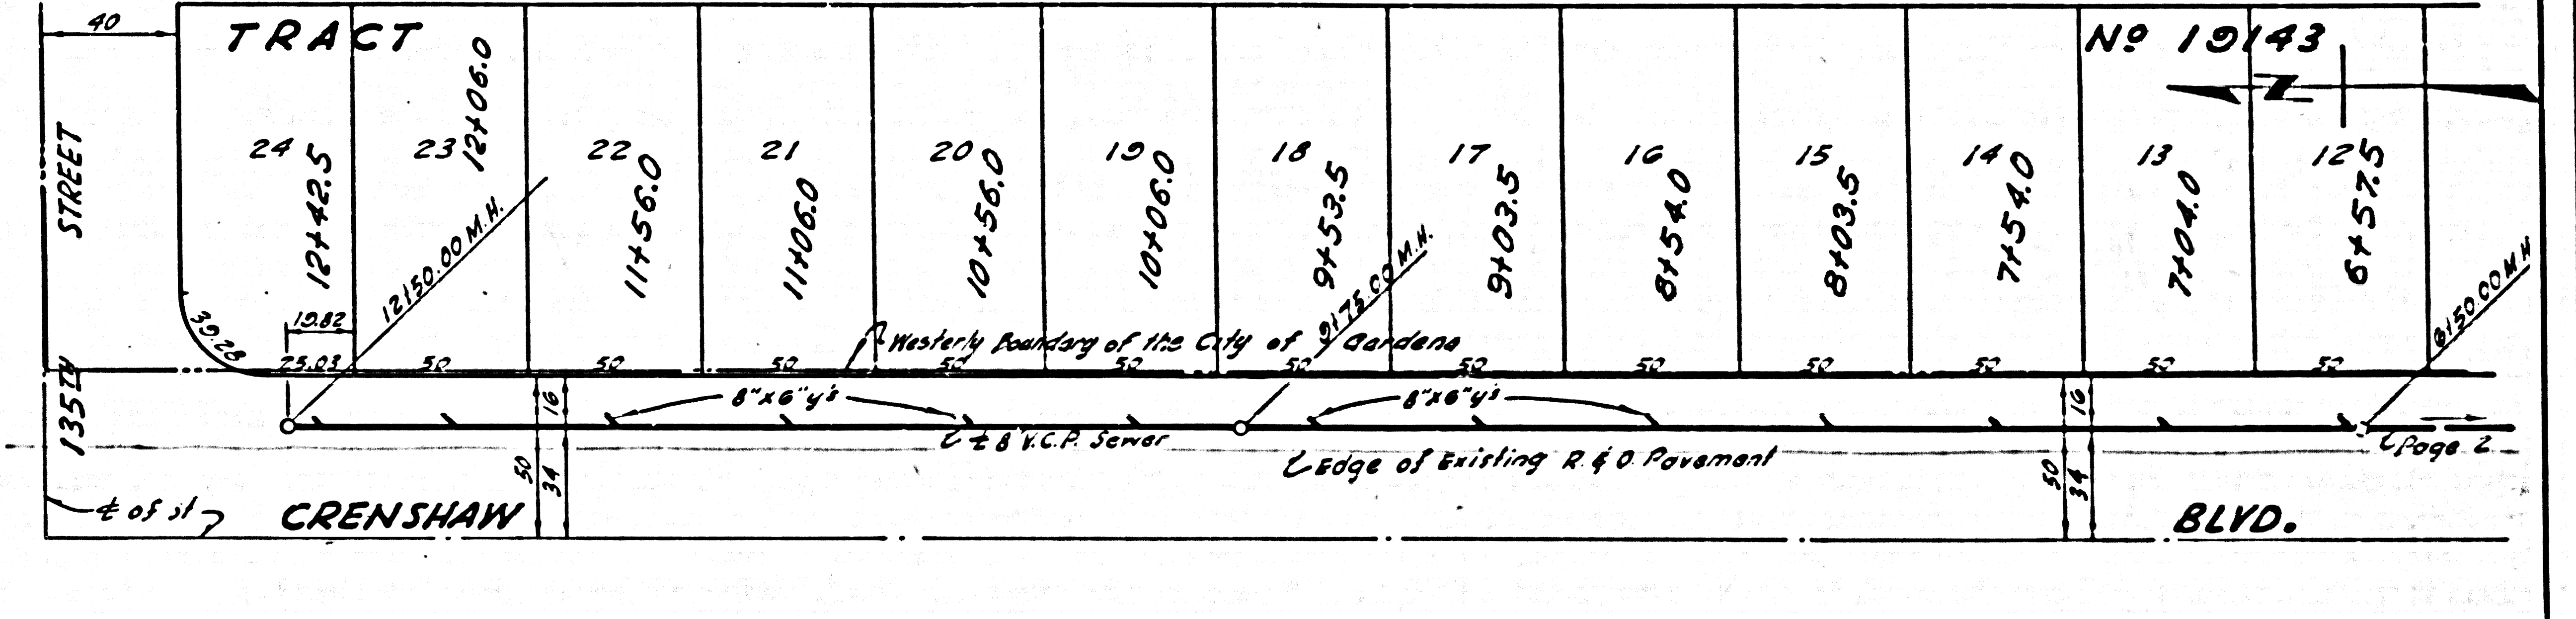 40
TRACT
Nº 19143
N
STREET
24 23 22 21 20 19 18 17 16 15 14 13 12
12+42.5
12+06.0
11+56.0
11+06.0
10+56.0
10+06.0
9+53.5
9+03.5
8+54.0
8+03.5
7+54.0
7+04.0
6+57.5
12+50.00 M.H.
9+75.00 M.H.
6+50.00 M.H.
39.28
19.82
Westerly Boundary of the City of Gardena
25.03 50 50 50 50 50 50 50 50 50 50 50 50
135TH
8"x6" y's
8"x6" y's
16
16
℄ 8" V.C.P. Sewer
Edge of Existing R. & O. Pavement
Page 2
50
34
50
34
℄ of st
CRENSHAW
BLVD.